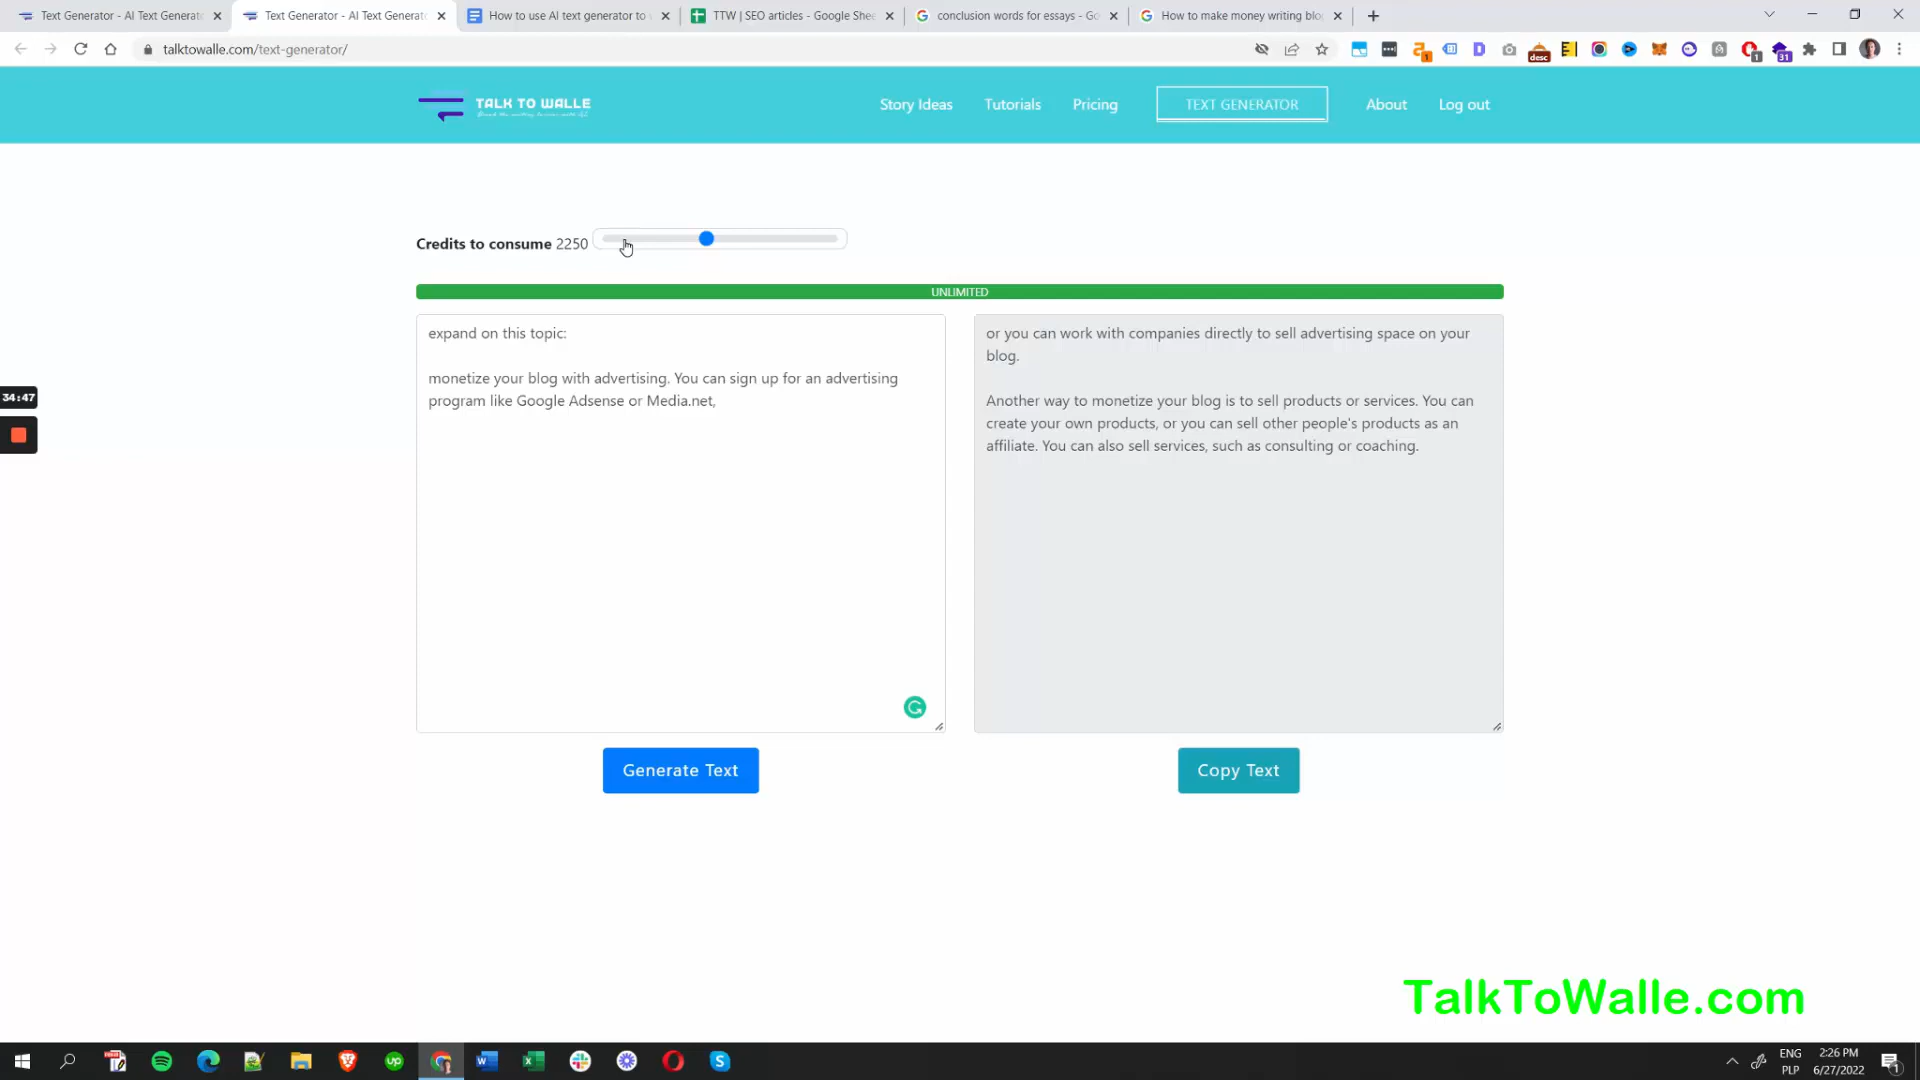 Text Generator - AI Text Generato
Text Generator - AI Text Generato
How to use AI text generator to
TTW | SEO articles - Google Shee
conclusion words for essays - Go
How to make money writing blo
talktowalle.com/text-generator/
desc
TALK TO WALLE
Story Ideas
Tutorials
Pricing
TEXT GENERATOR
About
Log out
Credits to consume 2250
UNLIMITED
expand on this topic:
monetize your blog with advertising. You can sign up for an advertising
program like Google Adsense or Media.net,
or you can work with companies directly to sell advertising space on your
blog.
Another way to monetize your blog is to sell products or services. You can
create your own products, or you can sell other people's products as an
affiliate. You can also sell services, such as consulting or coaching.
34:47
Generate Text
Copy Text
TalkToWalle.com
ENG
PLP
2:26 PM
6/27/2022